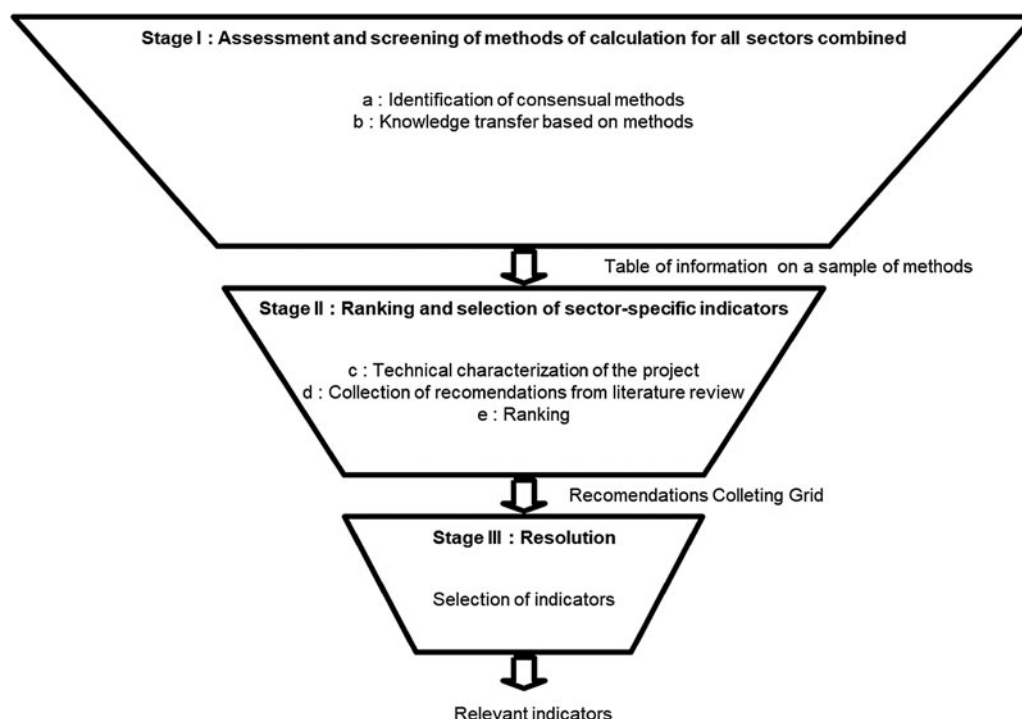 Stage I : Assessment and screening of methods of calculation for all sectors combined
a : Identification of consensual methods
b : Knowledge transfer based on methods
Table of information on a sample of methods
Stage II : Ranking and selection of sector-specific indicators
c : Technical characterization of the project
d : Collection of recomendations from literature review
e : Ranking
Recomendations Colleting Grid
Stage III : Resolution
Selection of indicators
Relevant indicators